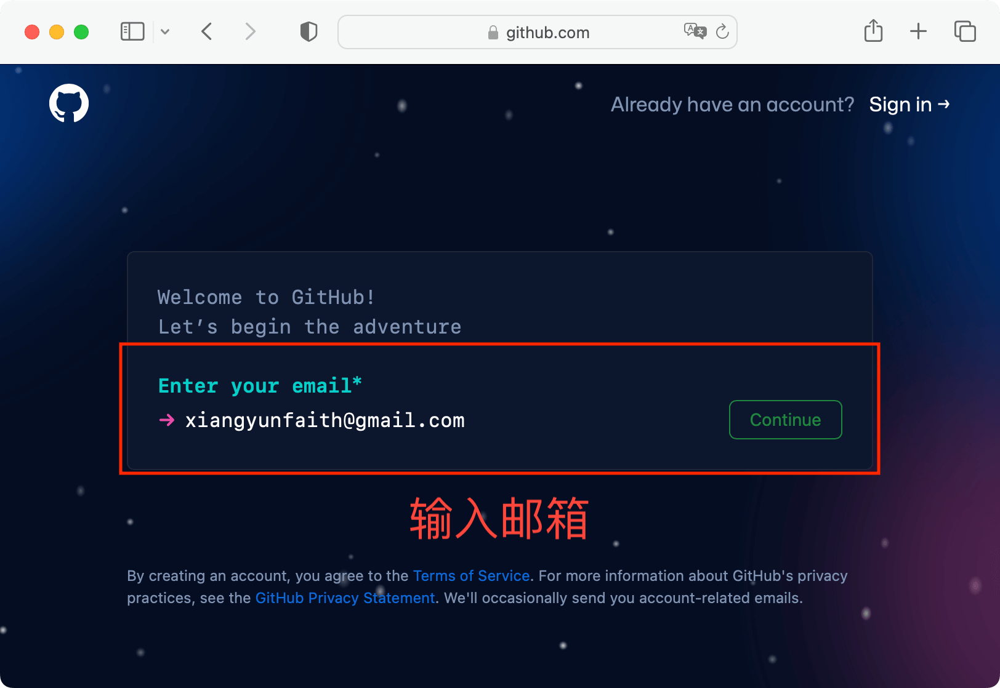 github.com
Already have an account? Sign in →
Welcome to GitHub!
Let’s begin the adventure
Enter your email*
→ xiangyunfaith@gmail.com
Continue
输入邮箱
By creating an account, you agree to the Terms of Service. For more information about GitHub's privacy
practices, see the GitHub Privacy Statement. We'll occasionally send you account-related emails.